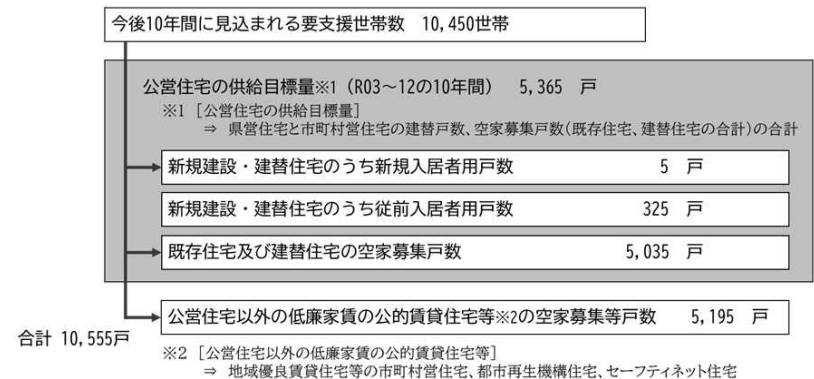 今後10年間に見込まれる要支援世帯数 10,450世帯
公営住宅の供給目標量※1（R03～12の10年間） 5,365 戸
※1 ［公営住宅の供給目標量］
⇒ 県営住宅と市町村営住宅の建替戸数、空家募集戸数（既存住宅、建替住宅の合計）の合計
新規建設・建替住宅のうち新規入居者用戸数 5 戸
新規建設・建替住宅のうち従前入居者用戸数 325 戸
既存住宅及び建替住宅の空家募集戸数 5,035 戸
公営住宅以外の低廉家賃の公的賃貸住宅等※2の空家募集等戸数 5,195 戸
合計 10,555戸
※2 ［公営住宅以外の低廉家賃の公的賃貸住宅等］
⇒ 地域優良賃貸住宅等の市町村営住宅、都市再生機構住宅、セーフティネット住宅